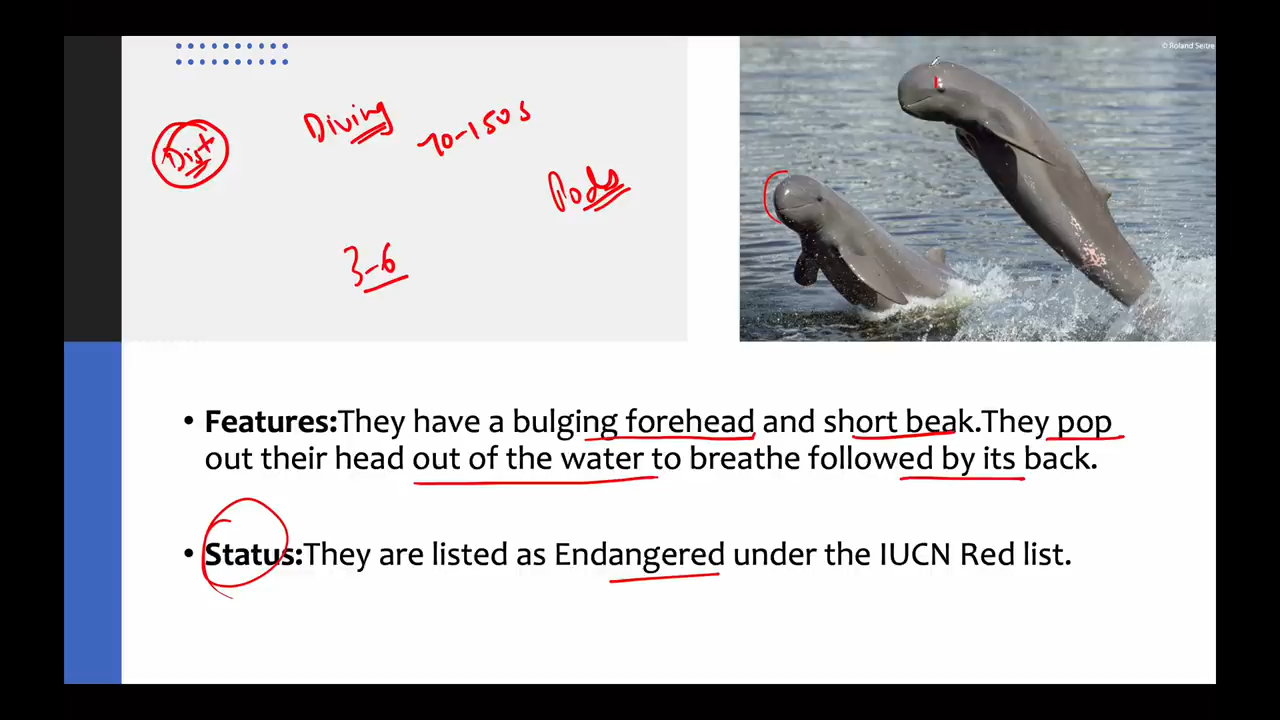 © Roland Seitre
Diving
70-150s
Dist
Pods
3-6
• Features:They have a bulging forehead and short beak.They pop
out their head out of the water to breathe followed by its back.
• Status:They are listed as Endangered under the IUCN Red list.